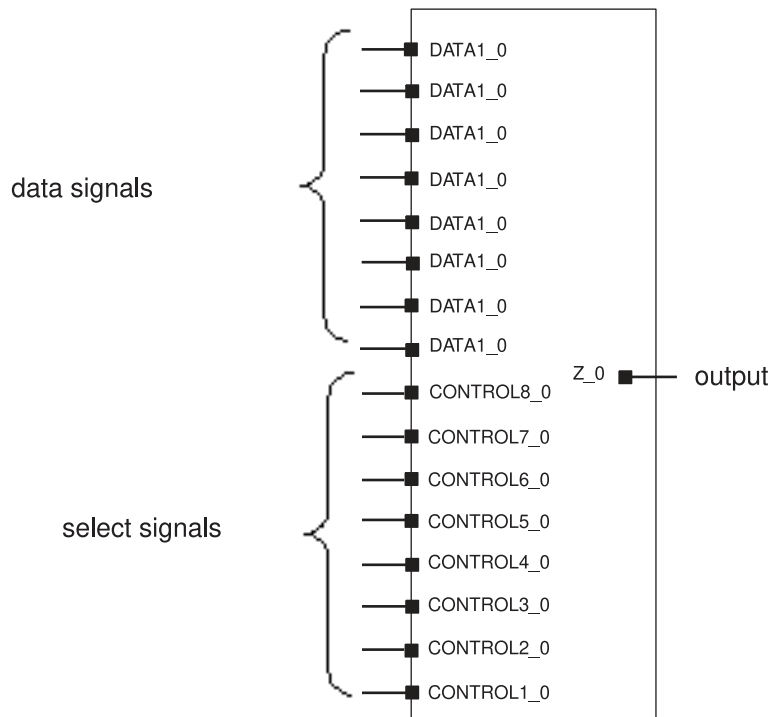 DATA1_0
DATA1_0
DATA1_0
data signals
DATA1_0
DATA1_0
DATA1_0
DATA1_0
DATA1_0
Z_0
output
CONTROL8_0
CONTROL7_0
CONTROL6_0
select signals
CONTROL5_0
CONTROL4_0
CONTROL3_0
CONTROL2_0
CONTROL1_0